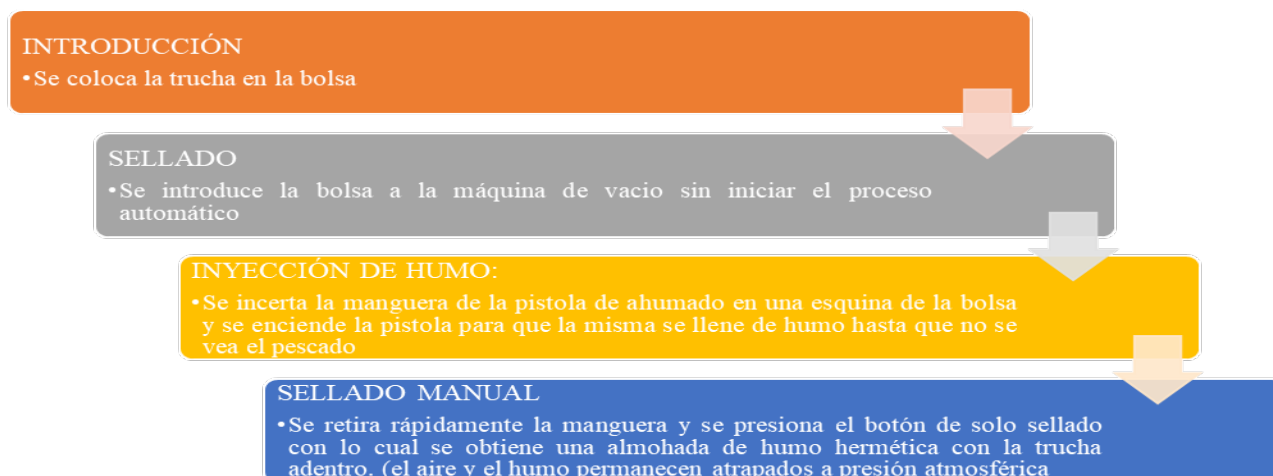 INTRODUCCIÓN
•Se coloca la trucha en la bolsa
SELLADO
•Se introduce la bolsa a la máquina de vacio sin iniciar el proceso
automático
INYECCIÓN DE HUMO:
•Se incerta la manguera de la pistola de ahumado en una esquina de la bolsa
y se enciende la pistola para que la misma se llene de humo hasta que no se
vea el pescado
SELLADO MANUAL
•Se retira rápidamente la manguera y se presiona el botón de solo sellado
con lo cual se obtiene una almohada de humo hermética con la trucha
adentro. (el aire y el humo permanecen atrapados a presión atmosférica